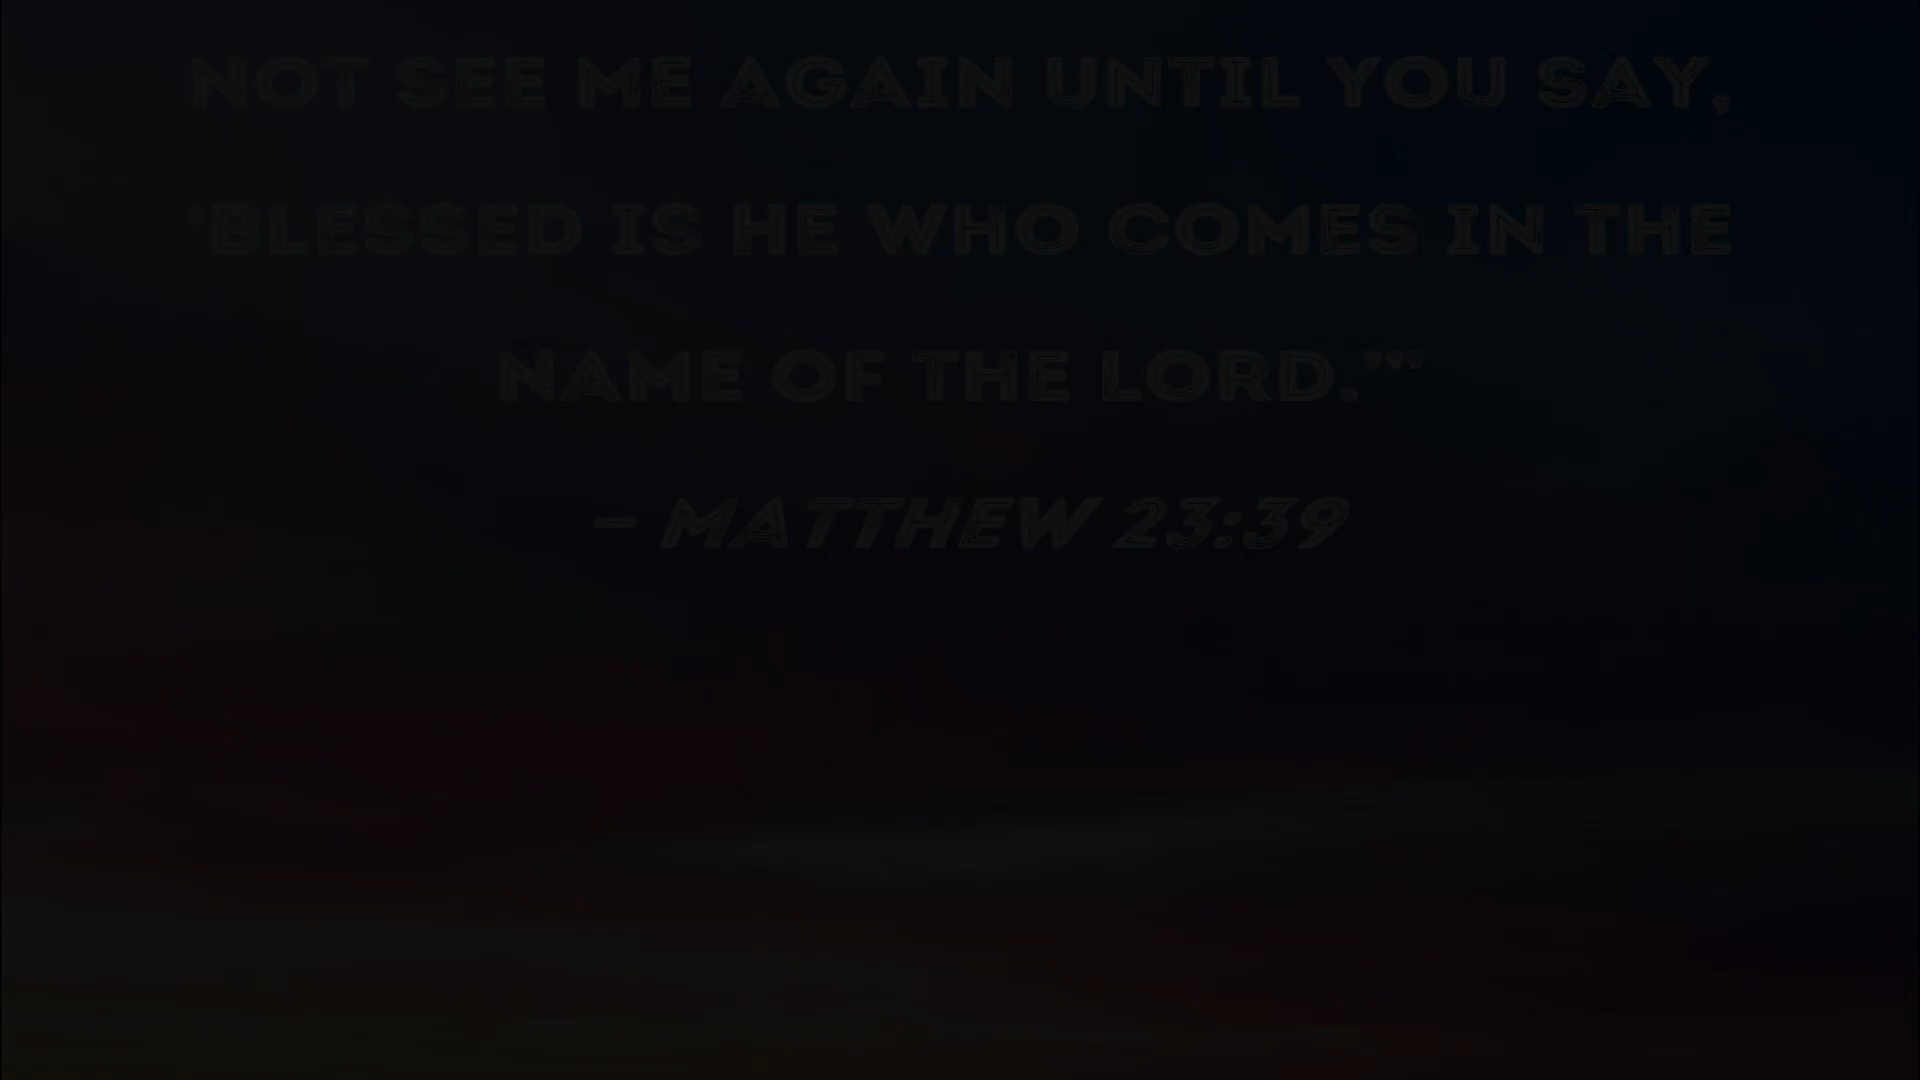 NOT SEE ME AGAIN UNTIL YOU SAY,
'BLESSED IS HE WHO COMES IN THE
NAME OF THE LORD.'"'
– MATTHEW 23:39